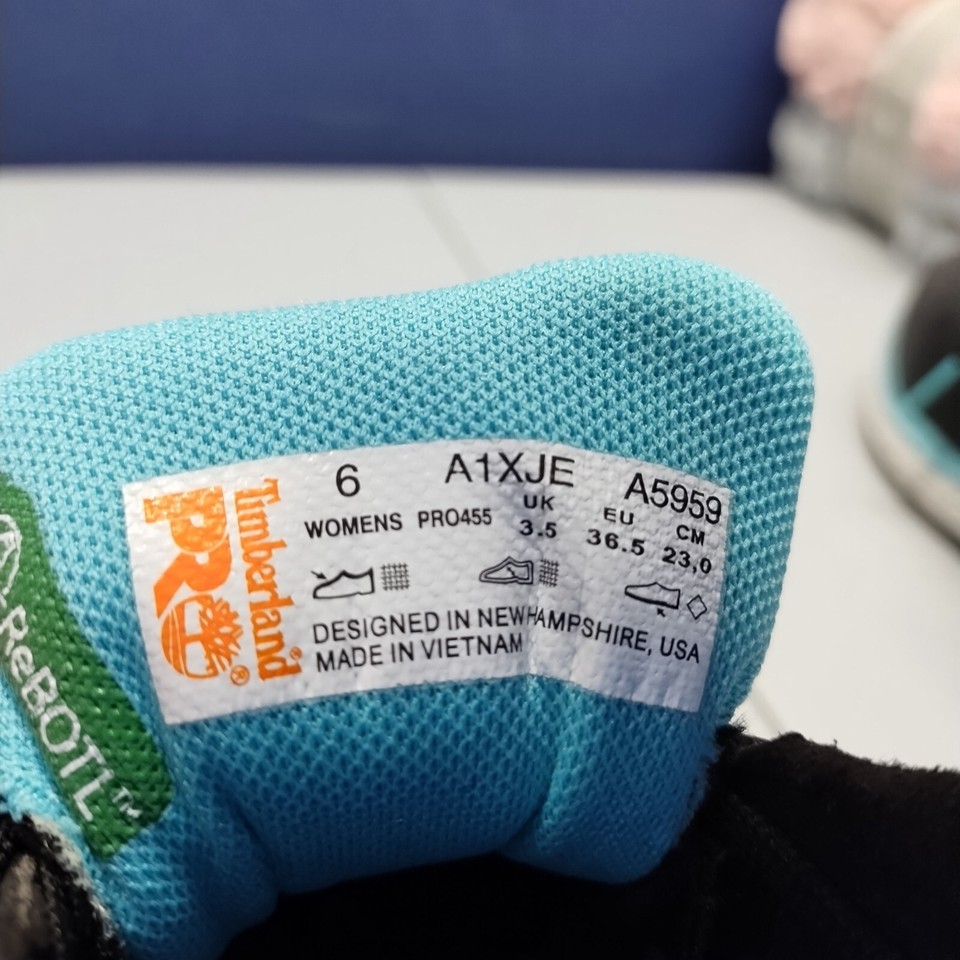 6 A1XJE A5959
WOMENS PRO455 UK 3.5 EU 36.5 CM 23,0
DESIGNED IN NEW HAMPSHIRE, USA
MADE IN VIETNAM
Timberland
PRO®
ReBOTL™